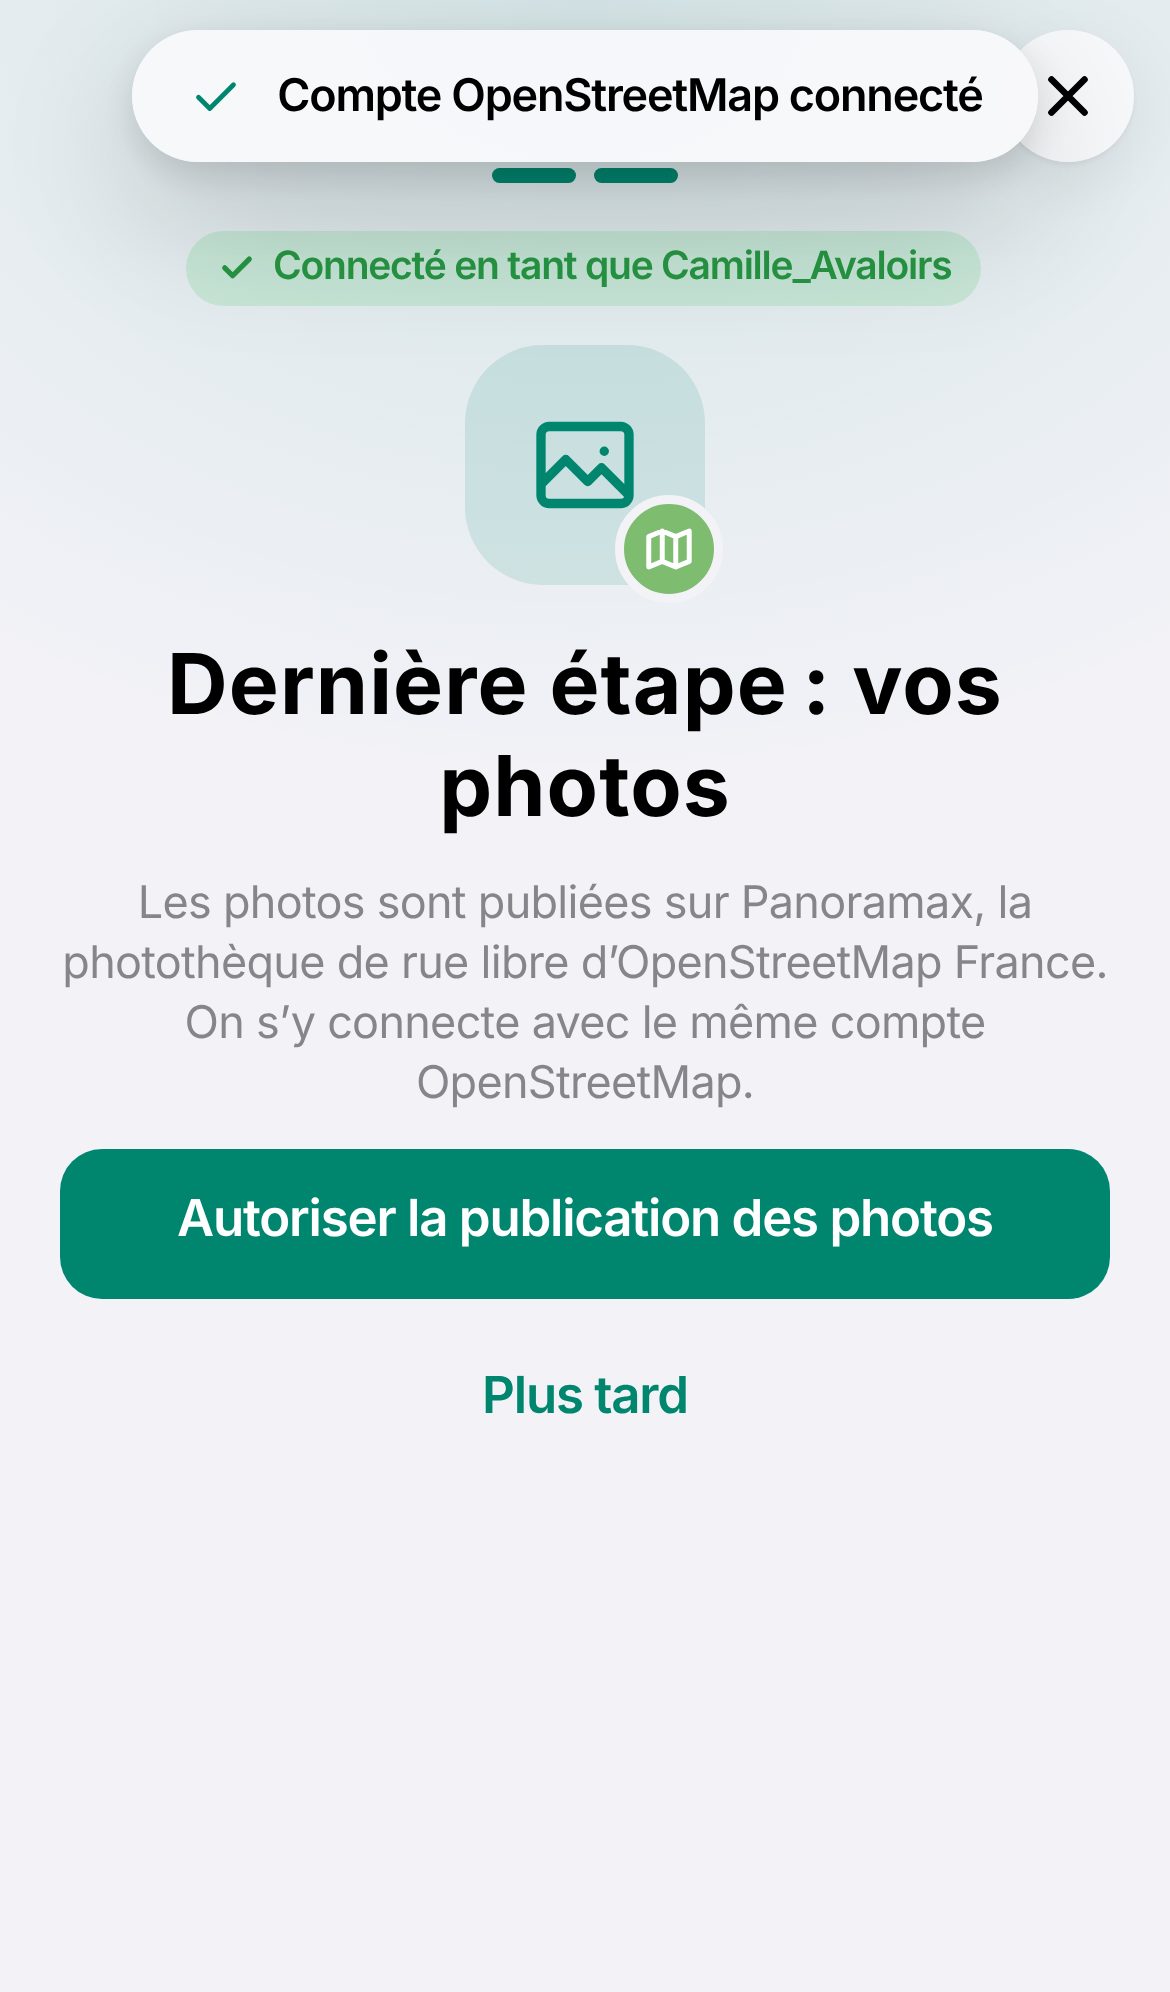 Compte OpenStreetMap connecté
Connecté en tant que Camille_Avaloirs
Dernière étape : vos
photos
Les photos sont publiées sur Panoramax, la
photothèque de rue libre d’OpenStreetMap France.
On s’y connecte avec le même compte
OpenStreetMap.
Autoriser la publication des photos
Plus tard